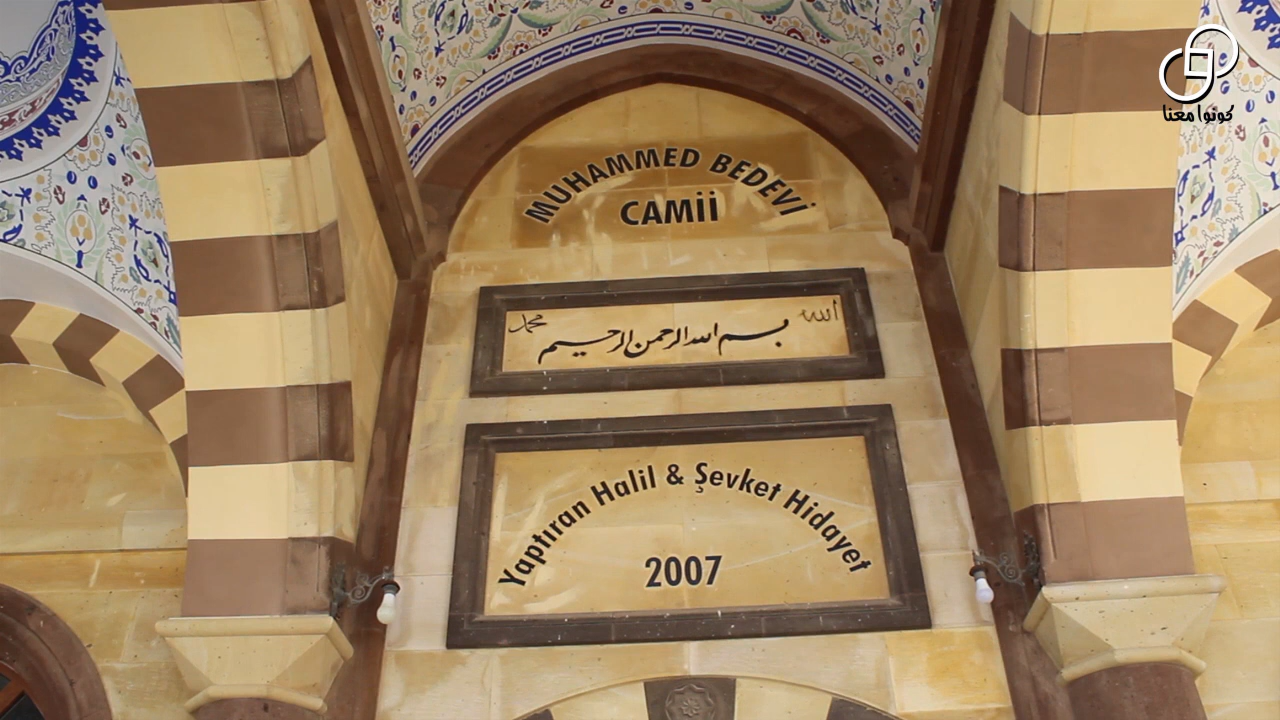 كونوا معنا
MUHAMMED BEDEVİ
CAMİİ
الله
محمد
بسم الله الرحمن الرحيم
Yaptıran Halil & Şevket Hidayet
2007